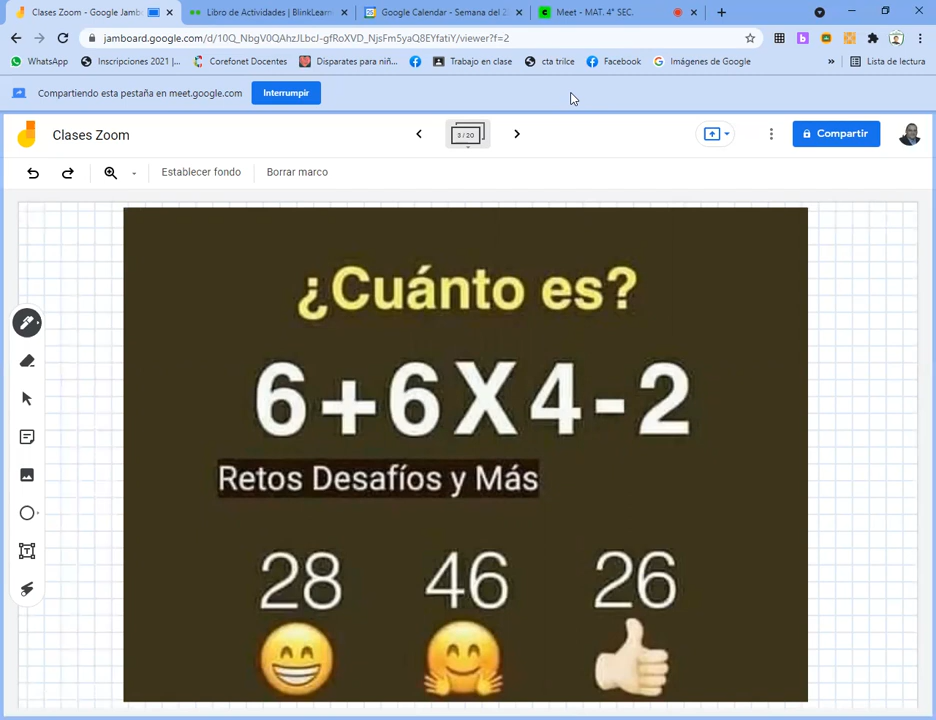 Clases Zoom - Google Jamb
Libro de Actividades | BlinkLearn
Google Calendar - Semana del 2
Meet - MAT. 4° SEC.
jamboard.google.com/d/10Q_NbgV0QAhzJLbcJ-gfRoXVD_NjsFm5yaQ8EYfatiY/viewer?f=2
WhatsApp
Inscripciones 2021 |...
Corefonet Docentes
Disparates para niñ...
Trabajo en clase
cta trilce
Facebook
Imágenes de Google
»
Lista de lectura
Compartiendo esta pestaña en meet.google.com
Interrumpir
Clases Zoom
3 / 20
Compartir
Establecer fondo
Borrar marco
¿Cuánto es?
6+6X4-2
Retos Desafíos y Más
28 46 26